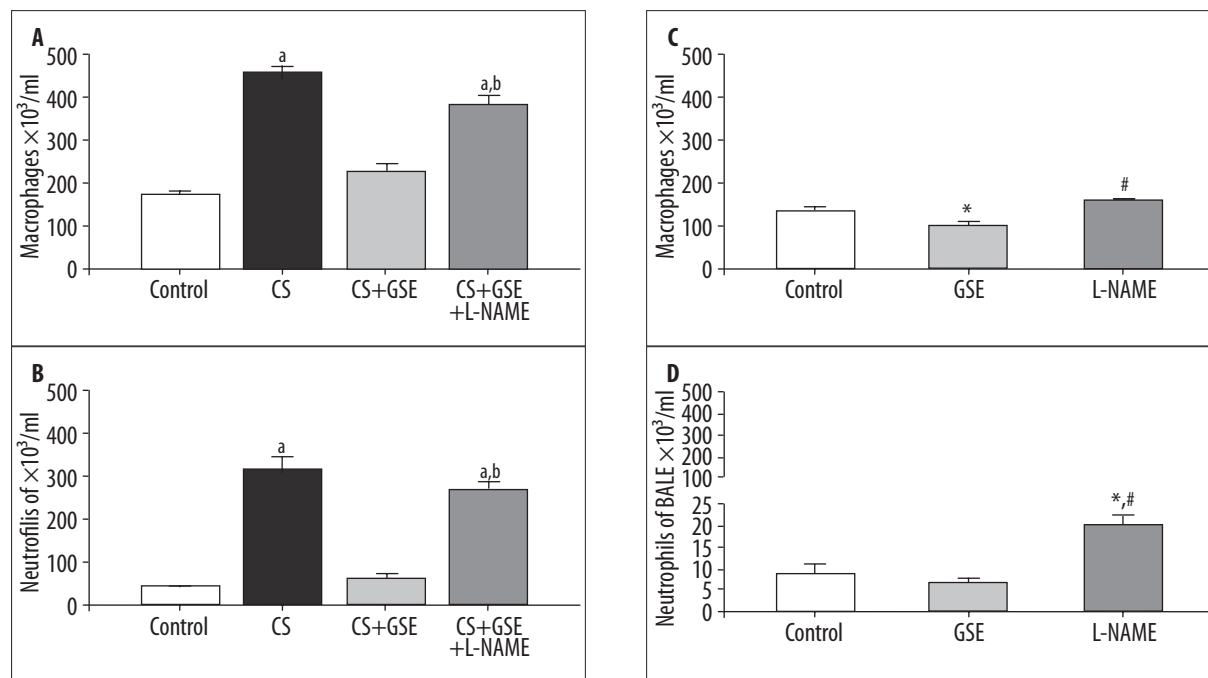 A
Macrophages ×10³/ml
500
400
300
200
100
0
a
a,b
Control
CS
CS+GSE
CS+GSE
+L-NAME
B
Neutrofilis of ×10³/ml
500
400
300
200
100
0
a
a,b
Control
CS
CS+GSE
CS+GSE
+L-NAME
C
Macrophages ×10³/ml
500
400
300
200
100
0
*
#
Control
GSE
L-NAME
D
Neutrophils of BALE ×10³/ml
500
400
300
200
100
25
20
15
10
5
0
*,#
Control
GSE
L-NAME